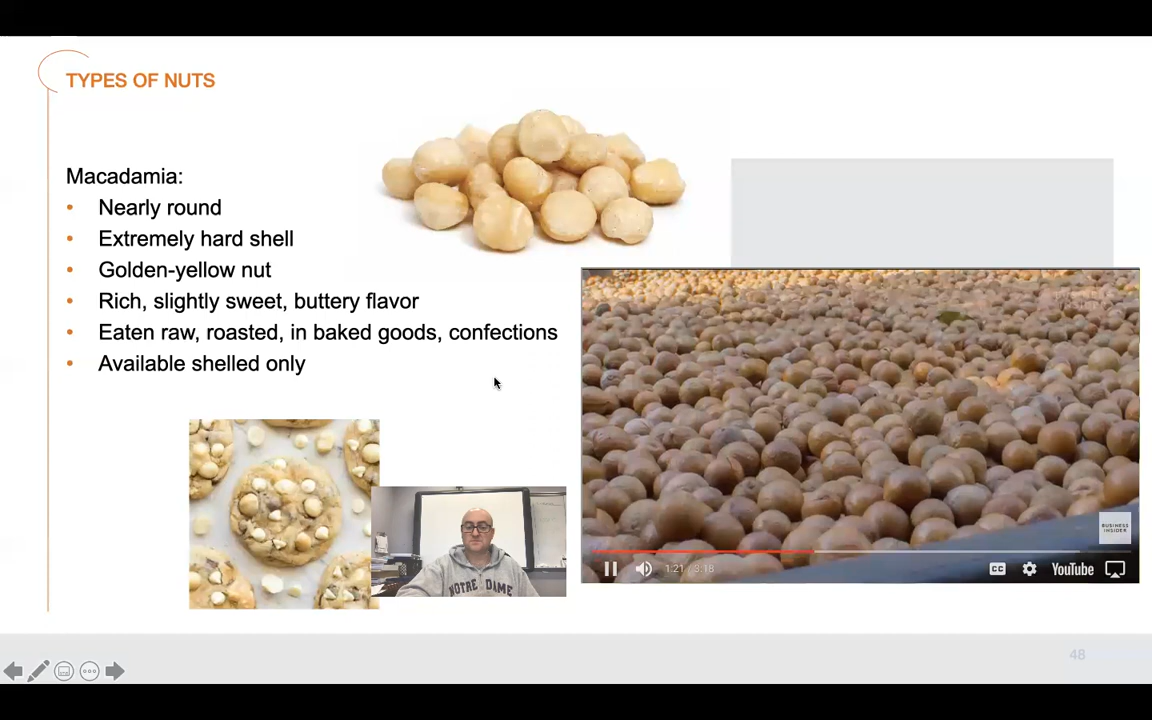 TYPES OF NUTS
Macadamia:
• Nearly round
• Extremely hard shell
• Golden-yellow nut
• Rich, slightly sweet, buttery flavor
• Eaten raw, roasted, in baked goods, confections
• Available shelled only
NOTRE DAME
BUSINESS
INSIDER
1:21 / 3:18
CC
YouTube
48